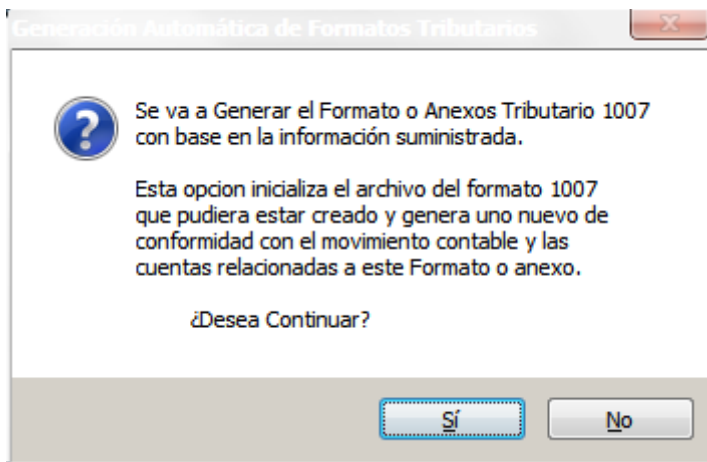 Generación Automática de Formatos Tributarios
Se va a Generar el Formato o Anexos Tributario 1007
con base en la información suministrada.
Esta opcion inicializa el archivo del formato 1007
que pudiera estar creado y genera uno nuevo de
conformidad con el movimiento contable y las
cuentas relacionadas a este Formato o anexo.
¿Desea Continuar?
Sí
No